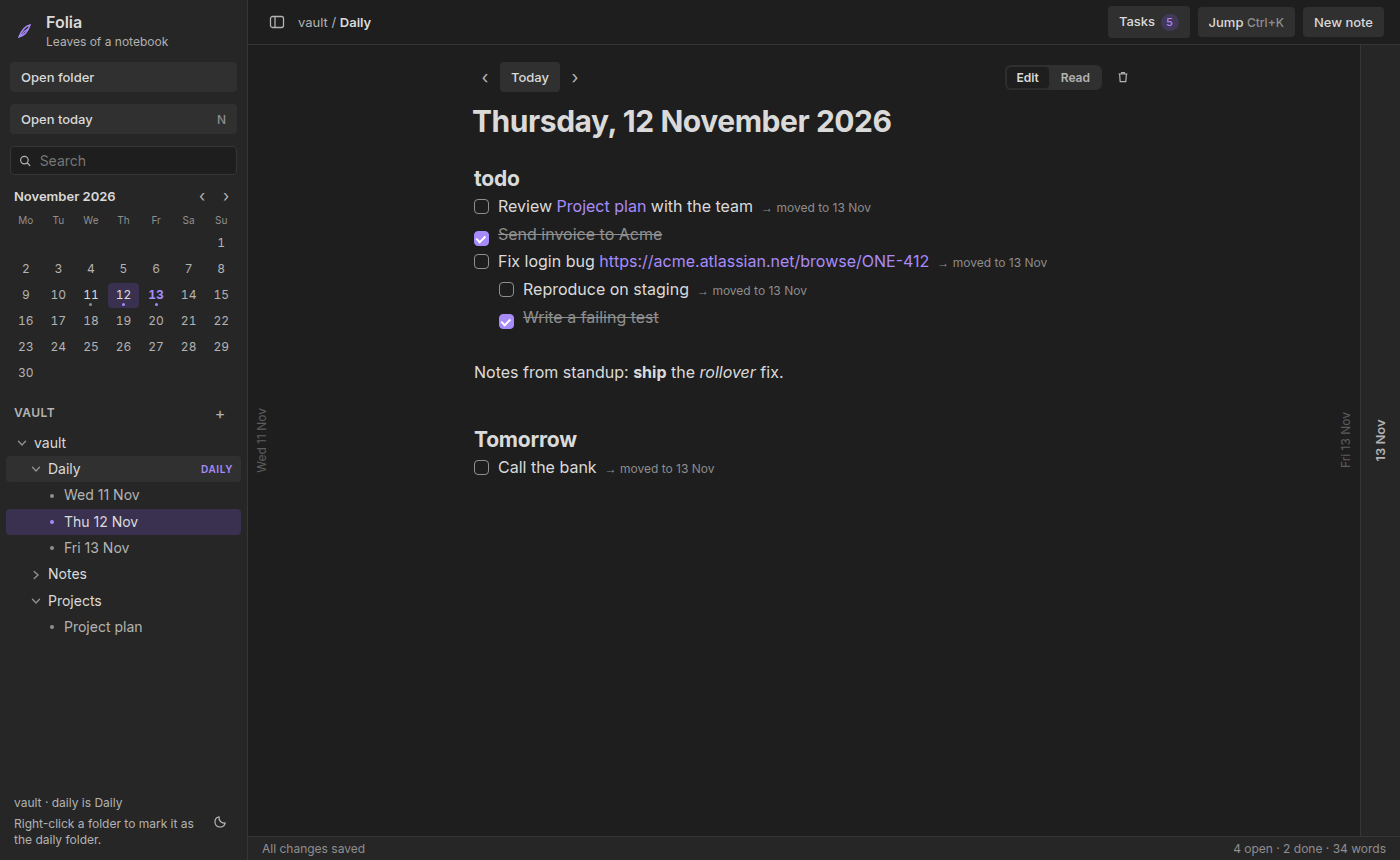 Folia
Leaves of a notebook
Open folder
Open today N
Search
November 2026
Mo Tu We Th Fr Sa Su
1
2 3 4 5 6 7 8
9 10 11 12 13 14 15
16 17 18 19 20 21 22
23 24 25 26 27 28 29
30
VAULT +
vault
Daily DAILY
Wed 11 Nov
Thu 12 Nov
Fri 13 Nov
Notes
Projects
Project plan
vault · daily is Daily
Right-click a folder to mark it as
the daily folder.
vault / Daily
Tasks 5 Jump Ctrl+K New note
Today
Edit Read
Thursday, 12 November 2026
todo
Review Project plan with the team → moved to 13 Nov
Send invoice to Acme
Fix login bug https://acme.atlassian.net/browse/ONE-412 → moved to 13 Nov
Reproduce on staging → moved to 13 Nov
Write a failing test
Notes from standup: ship the rollover fix.
Tomorrow
Call the bank → moved to 13 Nov
Wed 11 Nov
Fri 13 Nov
13 Nov
All changes saved
4 open · 2 done · 34 words